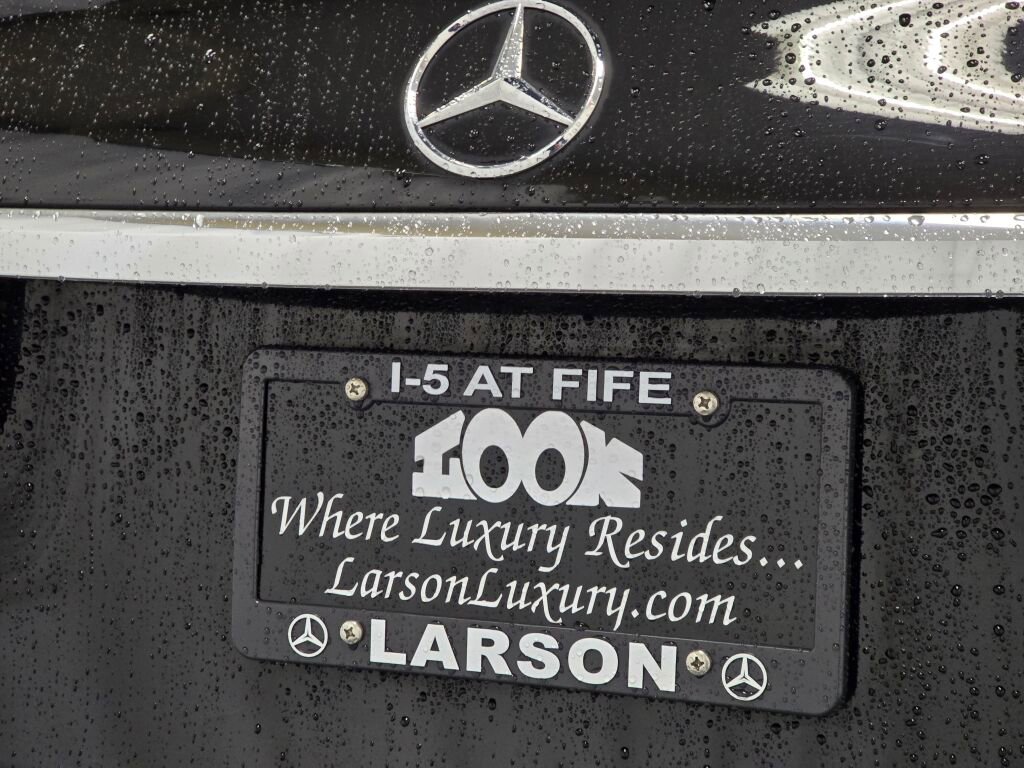 I-5 AT FIFE
LOOK
Where Luxury Resides...
LarsonLuxury.com
LARSON